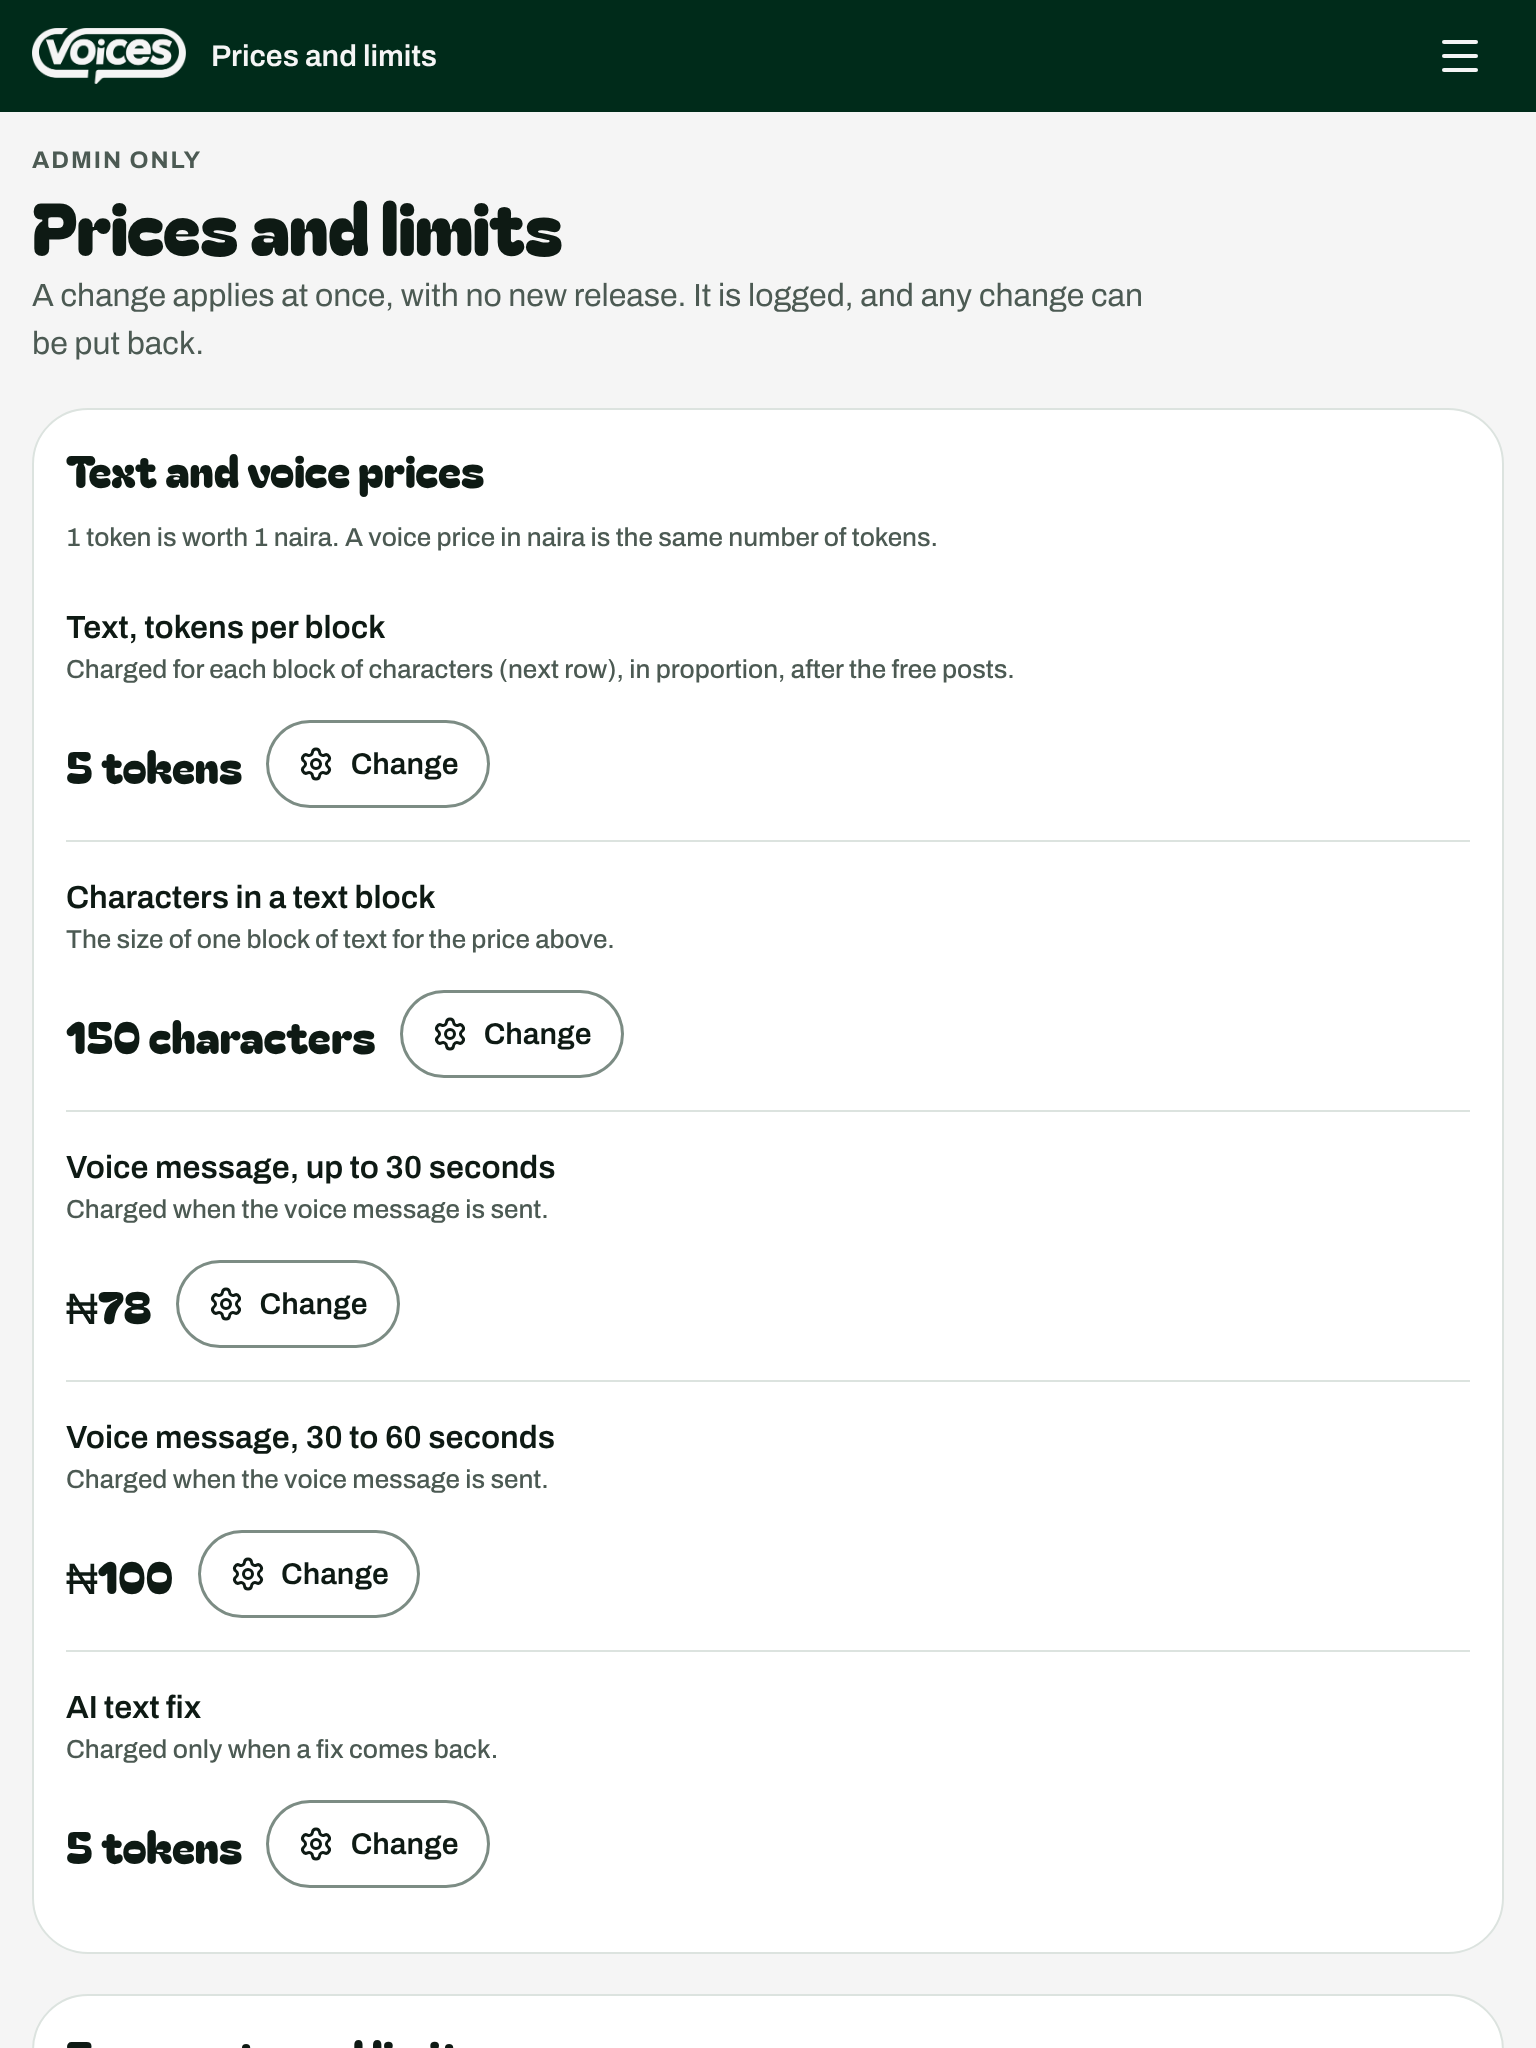 voices
Prices and limits
ADMIN ONLY
Prices and limits
A change applies at once, with no new release. It is logged, and any change can
be put back.
Text and voice prices
1 token is worth 1 naira. A voice price in naira is the same number of tokens.
Text, tokens per block
Charged for each block of characters (next row), in proportion, after the free posts.
5 tokens
Change
Characters in a text block
The size of one block of text for the price above.
150 characters
Change
Voice message, up to 30 seconds
Charged when the voice message is sent.
₦78
Change
Voice message, 30 to 60 seconds
Charged when the voice message is sent.
₦100
Change
AI text fix
Charged only when a fix comes back.
5 tokens
Change